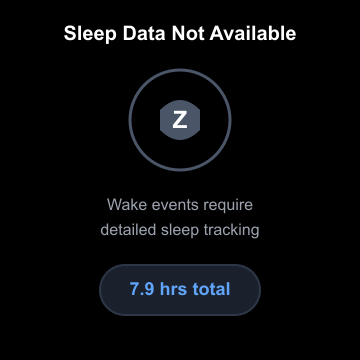 Sleep Data Not Available
Z
Wake events require
detailed sleep tracking
7.9 hrs total